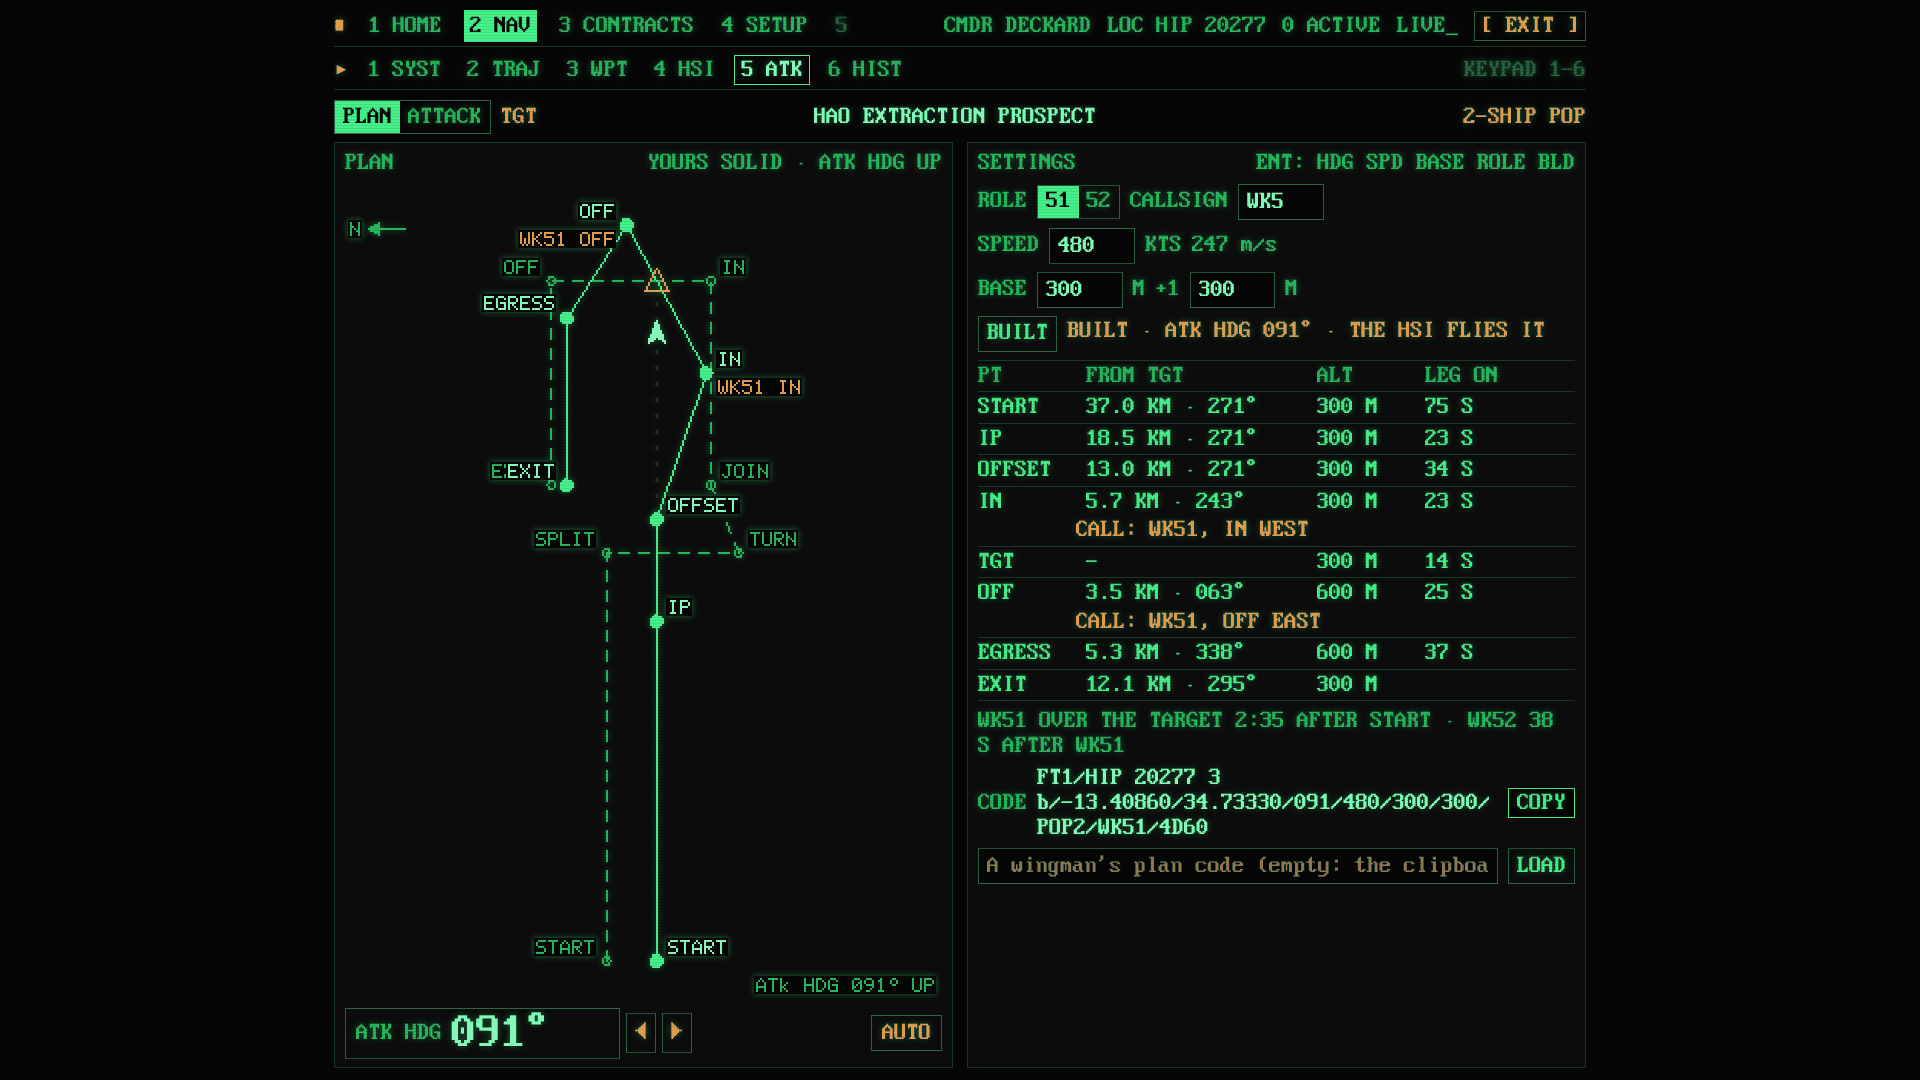 1 HOME 2 NAV 3 CONTRACTS 4 SETUP 5 CMDR DECKARD LOC HIP 20277 0 ACTIVE LIVE_ [ EXIT ]
1 SYST 2 TRAJ 3 WPT 4 HSI 5 ATK 6 HIST KEYPAD 1-6
PLAN ATTACK TGT HAO EXTRACTION PROSPECT 2-SHIP POP
PLAN YOURS SOLID · ATK HDG UP
OFF
N
WK51 OFF
OFF IN
EGRESS
IN
WK51 IN
EXIT JOIN
OFFSET
SPLIT TURN
IP
START START
ATk HDG 091° UP
ATK HDG 091° AUTO
SETTINGS ENT: HDG SPD BASE ROLE BLD
ROLE 51 52 CALLSIGN WK5
SPEED 480 KTS 247 m/s
BASE 300 M +1 300 M
BUILT BUILT · ATK HDG 091° · THE HSI FLIES IT
PT FROM TGT ALT LEG ON
START 37.0 KM · 271° 300 M 75 S
IP 18.5 KM · 271° 300 M 23 S
OFFSET 13.0 KM · 271° 300 M 34 S
IN 5.7 KM · 243° 300 M 23 S
CALL: WK51, IN WEST
TGT – 300 M 14 S
OFF 3.5 KM · 063° 600 M 25 S
CALL: WK51, OFF EAST
EGRESS 5.3 KM · 338° 600 M 37 S
EXIT 12.1 KM · 295° 300 M
WK51 OVER THE TARGET 2:35 AFTER START · WK52 38
S AFTER WK51
FT1/HIP 20277 3
CODE b/-13.40860/34.73330/091/480/300/300/ COPY
POP2/WK51/4D60
A wingman's plan code (empty: the clipboa LOAD